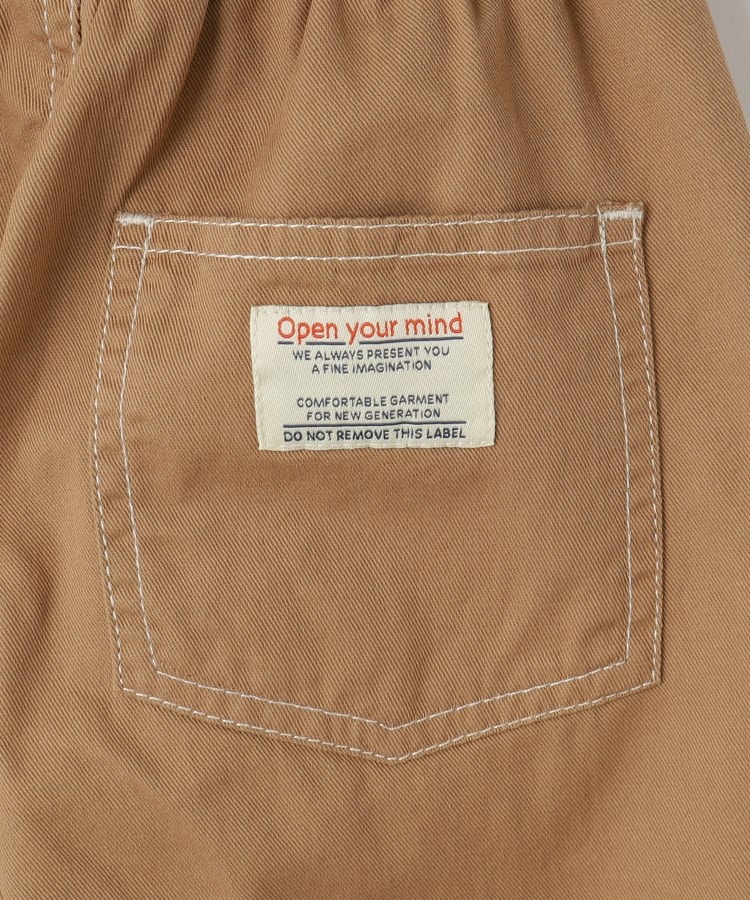 Open your mind
WE ALWAYS PRESENT YOU
A FINE IMAGINATION
COMFORTABLE GARMENT
FOR NEW GENERATION
DO NOT REMOVE THIS LABEL